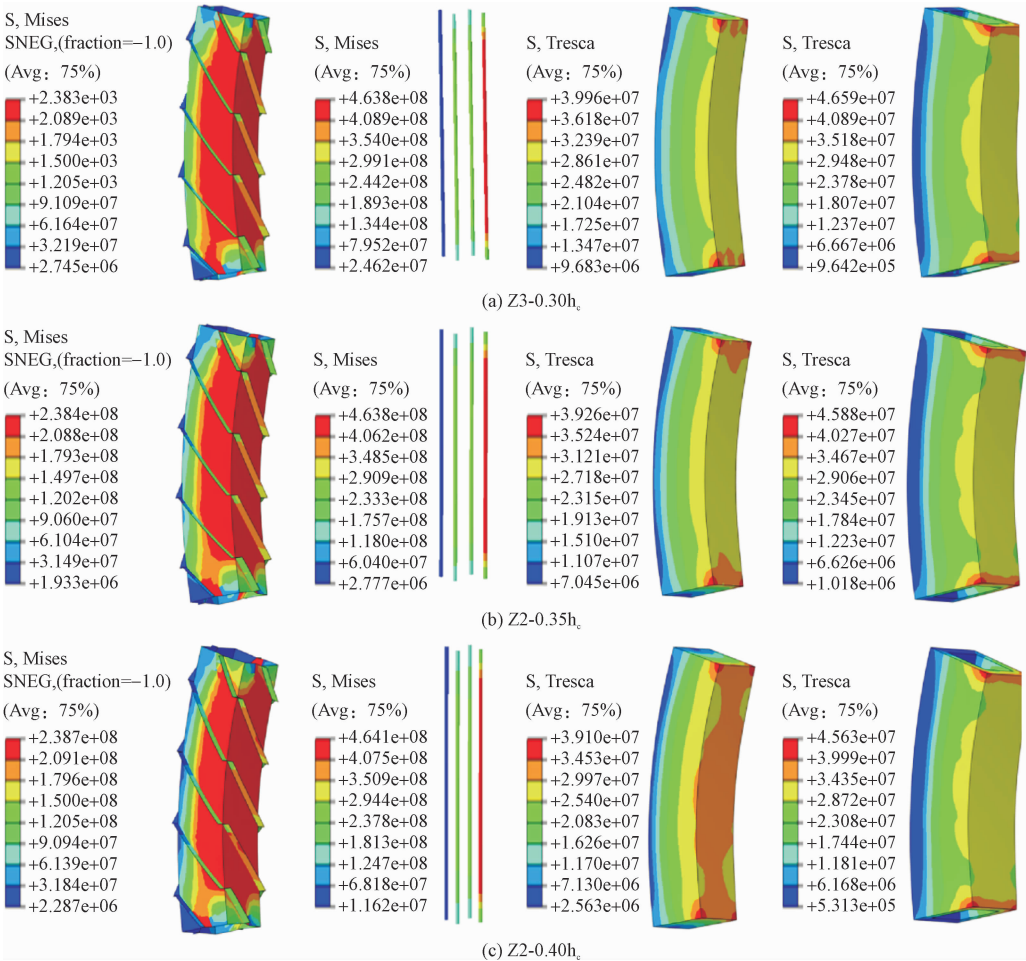 S, Mises
SNEG,(fraction=−1.0)
(Avg: 75%)
+2.383e+03
+2.089e+03
+1.794e+03
+1.500e+03
+1.205e+03
+9.109e+07
+6.164e+07
+3.219e+07
+2.745e+06
S, Mises
(Avg: 75%)
+4.638e+08
+4.089e+08
+3.540e+08
+2.991e+08
+2.442e+08
+1.893e+08
+1.344e+08
+7.952e+07
+2.462e+07
S, Tresca
(Avg: 75%)
+3.996e+07
+3.618e+07
+3.239e+07
+2.861e+07
+2.482e+07
+2.104e+07
+1.725e+07
+1.347e+07
+9.683e+06
S, Tresca
(Avg: 75%)
+4.659e+07
+4.089e+07
+3.518e+07
+2.948e+07
+2.378e+07
+1.807e+07
+1.237e+07
+6.667e+06
+9.642e+05
(a) Z3-0.30h_c
S, Mises
SNEG,(fraction=−1.0)
(Avg: 75%)
+2.384e+08
+2.088e+08
+1.793e+08
+1.497e+08
+1.202e+08
+9.060e+07
+6.104e+07
+3.149e+07
+1.933e+06
S, Mises
(Avg: 75%)
+4.638e+08
+4.062e+08
+3.485e+08
+2.909e+08
+2.333e+08
+1.757e+08
+1.180e+08
+6.040e+07
+2.777e+06
S, Tresca
(Avg: 75%)
+3.926e+07
+3.524e+07
+3.121e+07
+2.718e+07
+2.315e+07
+1.913e+07
+1.510e+07
+1.107e+07
+7.045e+06
S, Tresca
(Avg: 75%)
+4.588e+07
+4.027e+07
+3.467e+07
+2.906e+07
+2.345e+07
+1.784e+07
+1.223e+07
+6.626e+06
+1.018e+06
(b) Z2-0.35h_c
S, Mises
SNEG,(fraction=−1.0)
(Avg: 75%)
+2.387e+08
+2.091e+08
+1.796e+08
+1.500e+08
+1.205e+08
+9.094e+07
+6.139e+07
+3.184e+07
+2.287e+06
S, Mises
(Avg: 75%)
+4.641e+08
+4.075e+08
+3.509e+08
+2.944e+08
+2.378e+08
+1.813e+08
+1.247e+08
+6.818e+07
+1.162e+07
S, Tresca
(Avg: 75%)
+3.910e+07
+3.453e+07
+2.997e+07
+2.540e+07
+2.083e+07
+1.626e+07
+1.170e+07
+7.130e+06
+2.563e+06
S, Tresca
(Avg: 75%)
+4.563e+07
+3.999e+07
+3.435e+07
+2.872e+07
+2.308e+07
+1.744e+07
+1.181e+07
+6.168e+06
+5.313e+05
(c) Z2-0.40h_c